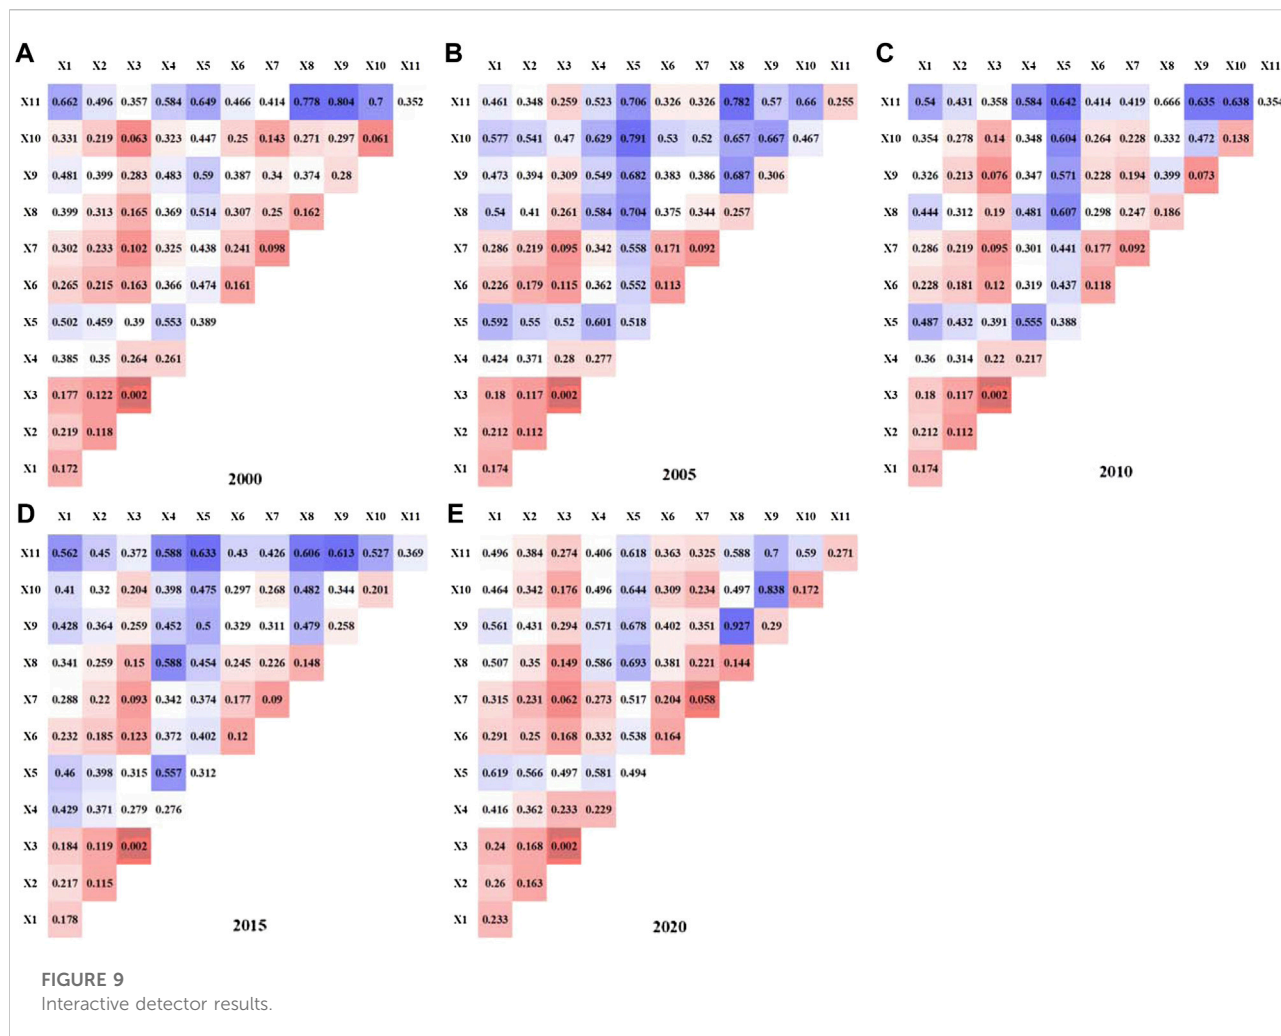 A
X1 X2 X3 X4 X5 X6 X7 X8 X9 X10 X11
X11 0.662 0.496 0.357 0.584 0.649 0.466 0.414 0.778 0.804 0.7 0.352
X10 0.331 0.219 0.063 0.323 0.447 0.25 0.143 0.271 0.297 0.061
X9 0.481 0.399 0.283 0.483 0.59 0.387 0.34 0.374 0.28
X8 0.399 0.313 0.165 0.369 0.514 0.307 0.25 0.162
X7 0.302 0.233 0.102 0.325 0.438 0.241 0.098
X6 0.265 0.215 0.163 0.366 0.474 0.161
X5 0.502 0.459 0.39 0.553 0.389
X4 0.385 0.35 0.264 0.261
X3 0.177 0.122 0.002
X2 0.219 0.118
X1 0.172
2000
B
X1 X2 X3 X4 X5 X6 X7 X8 X9 X10 X11
X11 0.461 0.348 0.259 0.523 0.706 0.326 0.326 0.782 0.57 0.66 0.255
X10 0.577 0.541 0.47 0.629 0.791 0.53 0.52 0.657 0.667 0.467
X9 0.473 0.394 0.309 0.549 0.682 0.383 0.386 0.687 0.306
X8 0.54 0.41 0.261 0.584 0.704 0.375 0.344 0.257
X7 0.286 0.219 0.095 0.342 0.558 0.171 0.092
X6 0.226 0.179 0.115 0.362 0.552 0.113
X5 0.592 0.55 0.52 0.601 0.518
X4 0.424 0.371 0.28 0.277
X3 0.18 0.117 0.002
X2 0.212 0.112
X1 0.174
2005
C
X1 X2 X3 X4 X5 X6 X7 X8 X9 X10 X11
X11 0.54 0.431 0.358 0.584 0.642 0.414 0.419 0.666 0.635 0.638 0.354
X10 0.354 0.278 0.14 0.348 0.604 0.264 0.228 0.332 0.472 0.138
X9 0.326 0.213 0.076 0.347 0.571 0.228 0.194 0.399 0.073
X8 0.444 0.312 0.19 0.481 0.607 0.298 0.247 0.186
X7 0.286 0.219 0.095 0.301 0.441 0.177 0.092
X6 0.228 0.181 0.12 0.319 0.437 0.118
X5 0.487 0.432 0.391 0.555 0.388
X4 0.36 0.314 0.22 0.217
X3 0.18 0.117 0.002
X2 0.212 0.112
X1 0.174
2010
D
X1 X2 X3 X4 X5 X6 X7 X8 X9 X10 X11
X11 0.562 0.45 0.372 0.588 0.633 0.43 0.426 0.606 0.613 0.527 0.369
X10 0.41 0.32 0.204 0.398 0.475 0.297 0.268 0.482 0.344 0.201
X9 0.428 0.364 0.259 0.452 0.5 0.329 0.311 0.479 0.258
X8 0.341 0.259 0.15 0.588 0.454 0.245 0.226 0.148
X7 0.288 0.22 0.093 0.342 0.374 0.177 0.09
X6 0.232 0.185 0.123 0.372 0.402 0.12
X5 0.46 0.398 0.315 0.557 0.312
X4 0.429 0.371 0.279 0.276
X3 0.184 0.119 0.002
X2 0.217 0.115
X1 0.178
2015
E
X1 X2 X3 X4 X5 X6 X7 X8 X9 X10 X11
X11 0.496 0.384 0.274 0.406 0.618 0.363 0.325 0.588 0.7 0.59 0.271
X10 0.464 0.342 0.176 0.496 0.644 0.309 0.234 0.497 0.838 0.172
X9 0.561 0.431 0.294 0.571 0.678 0.402 0.351 0.927 0.29
X8 0.507 0.35 0.149 0.586 0.693 0.381 0.221 0.144
X7 0.315 0.231 0.062 0.273 0.517 0.204 0.058
X6 0.291 0.25 0.168 0.332 0.538 0.164
X5 0.619 0.566 0.497 0.581 0.494
X4 0.416 0.362 0.233 0.229
X3 0.24 0.168 0.002
X2 0.26 0.163
X1 0.233
2020
FIGURE 9
Interactive detector results.